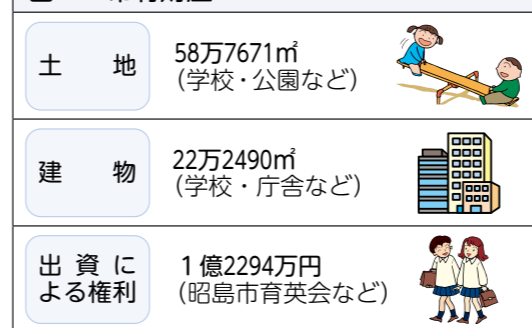 土　　地
58万7671㎡
（学校・公園など）
建　　物
22万2490㎡
（学校・庁舎など）
出資に
よる権利
１億2294万円
（昭島市育英会など）